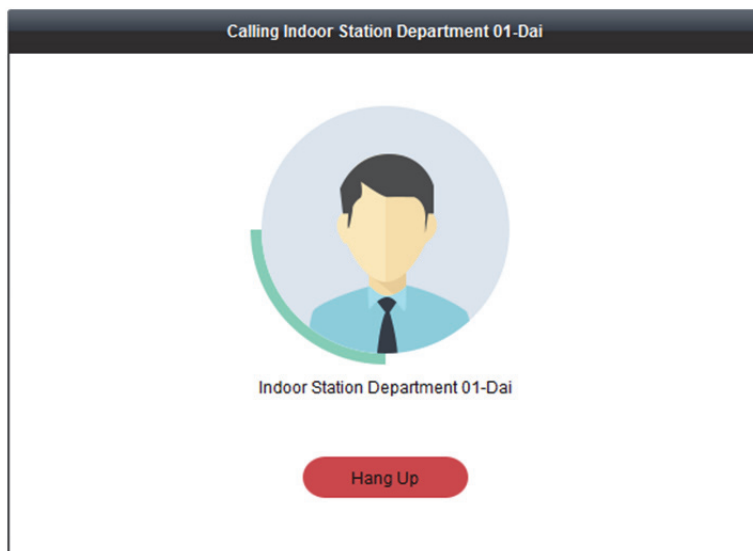 Calling Indoor Station Department 01-Dai
Indoor Station Department 01-Dai
Hang Up